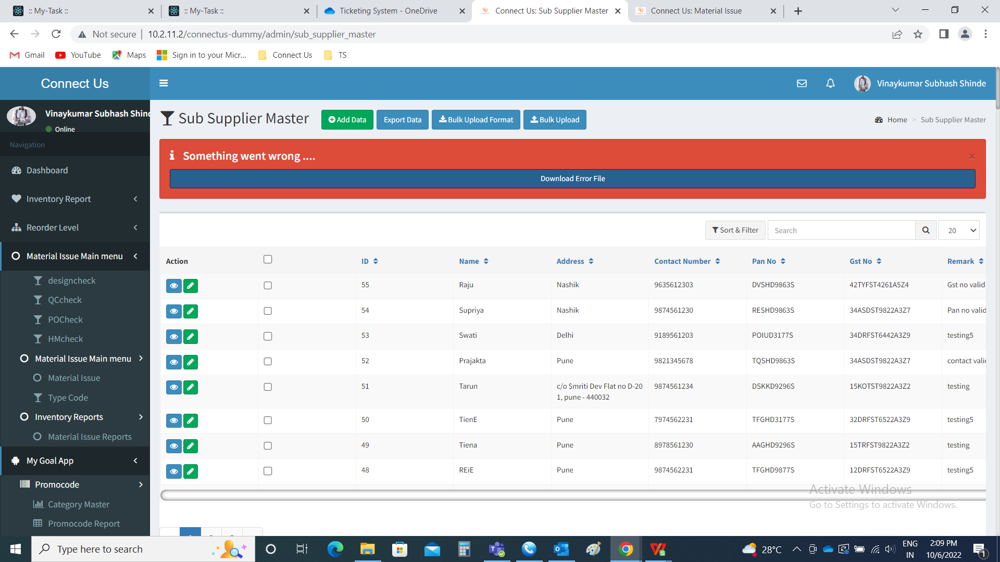 :: My-Task ::
:: My-Task ::
Ticketing System - OneDrive
Connect Us: Sub Supplier Master
Connect Us: Material Issue
Not secure
10.2.11.2/connectus-dummy/admin/sub_supplier_master
Gmail
YouTube
Maps
Sign in to your Micr...
Connect Us
TS
Connect Us
Vinaykumar Subhash Shinde
Vinaykumar Subhash Shind
Online
Navigation
Dashboard
Inventory Report
Reorder Level
Material Issue Main menu
designcheck
QCcheck
POCheck
HMcheck
Material Issue Main menu
Material Issue
Type Code
Inventory Reports
Material Issue Reports
My Goal App
Promocode
Category Master
Promocode Report
Sub Supplier Master
Add Data
Export Data
Bulk Upload Format
Bulk Upload
Home > Sub Supplier Master
Something went wrong ....
×
Download Error File
Sort & Filter
Search
20
Action ID Name Address Contact Number Pan No Gst No Remark
55 Raju Nashik 9635612303 DVSHD9863S 42TYFST4261A5Z4 Gst no valid
54 Supriya Nashik 9874561230 RESHD9863S 34ASDST9822A3Z7 Pan no valid
53 Swati Delhi 9189561203 POIUD3177S 34DRFST6442A3Z9 testing5
52 Prajakta Pune 9821345678 TQSHD9863S 34ASDST9822A3Z7 contact valid
51 Tarun c/o $mriti Dev Flat no D-20 9874561234 DSKKD9296S 15KOTST9822A3Z2 testing
1, pune - 440032
50 TienE Pune 7974562231 TFGHD3177S 32DRFST6522A3Z9 testing5
49 Tiena Pune 8978561230 AAGHD9296S 15TRFST9822A3Z2 testing
48 REiE Pune 9874562231 TFGHD9877S 12DRFST6522A3Z9 testing5
Activate Windows
Go to Settings to activate Windows.
Type here to search
28°C
ENG
IN
2:09 PM
10/6/2022
1